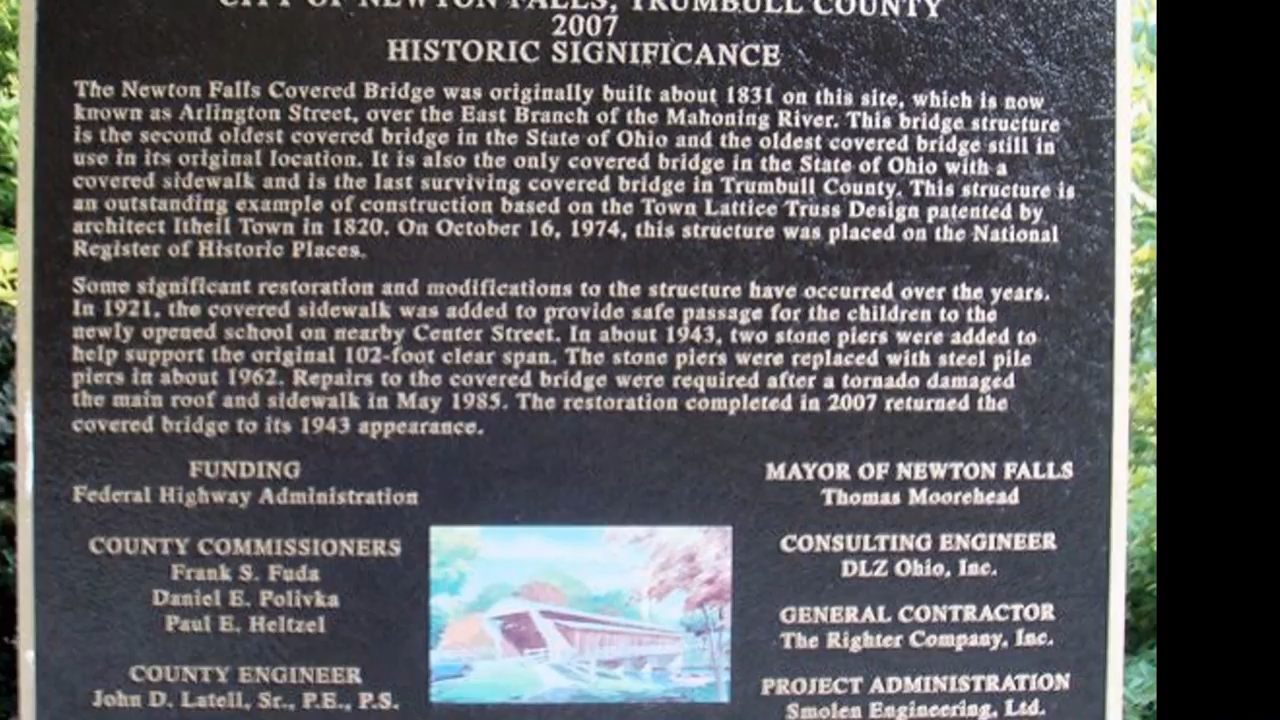 CITY OF NEWTON FALLS, TRUMBULL COUNTY
2007
HISTORIC SIGNIFICANCE
The Newton Falls Covered Bridge was originally built about 1831 on this site, which is now
known as Arlington Street, over the East Branch of the Mahoning River. This bridge structure
is the second oldest covered bridge in the State of Ohio and the oldest covered bridge still in
use in its original location. It is also the only covered bridge in the State of Ohio with a
covered sidewalk and is the last surviving covered bridge in Trumbull County. This structure is
an outstanding example of construction based on the Town Lattice Truss Design patented by
architect Itheil Town in 1820. On October 16, 1974, this structure was placed on the National
Register of Historic Places.
Some significant restoration and modifications to the structure have occurred over the years.
In 1921, the covered sidewalk was added to provide safe passage for the children to the
newly opened school on nearby Center Street. In about 1943, two stone piers were added to
help support the original 102-foot clear span. The stone piers were replaced with steel pile
piers in about 1962. Repairs to the covered bridge were required after a tornado damaged
the main roof and sidewalk in May 1985. The restoration completed in 2007 returned the
covered bridge to its 1943 appearance.
FUNDING
Federal Highway Administration
COUNTY COMMISSIONERS
Frank S. Fuda
Daniel E. Polivka
Paul E. Heltzel
COUNTY ENGINEER
John D. Latell, Sr., P.E., P.S.
MAYOR OF NEWTON FALLS
Thomas Moorehead
CONSULTING ENGINEER
DLZ Ohio, Inc.
GENERAL CONTRACTOR
The Righter Company, Inc.
PROJECT ADMINISTRATION
Smolen Engineering, Ltd.